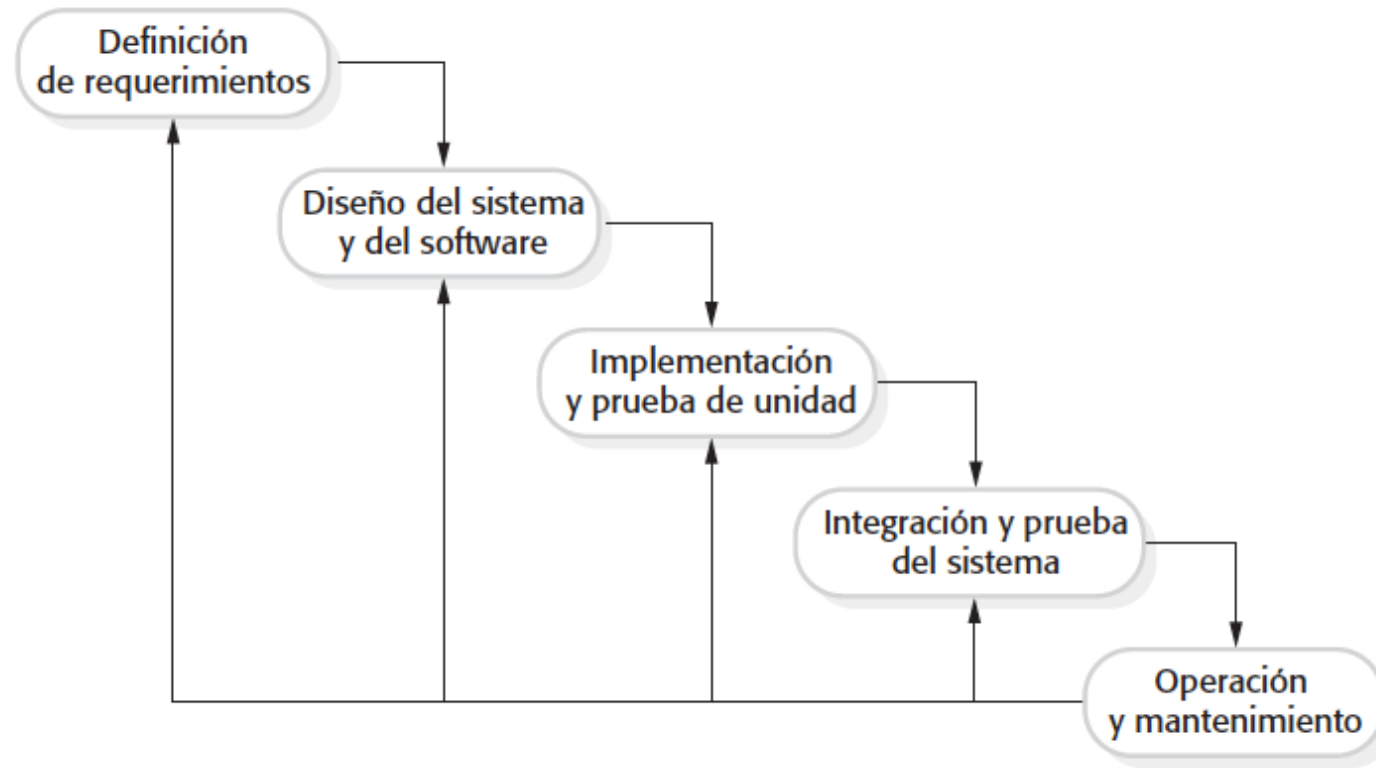 Definición
de requerimientos
Diseño del sistema
y del software
Implementación
y prueba de unidad
Integración y prueba
del sistema
Operación
y mantenimiento